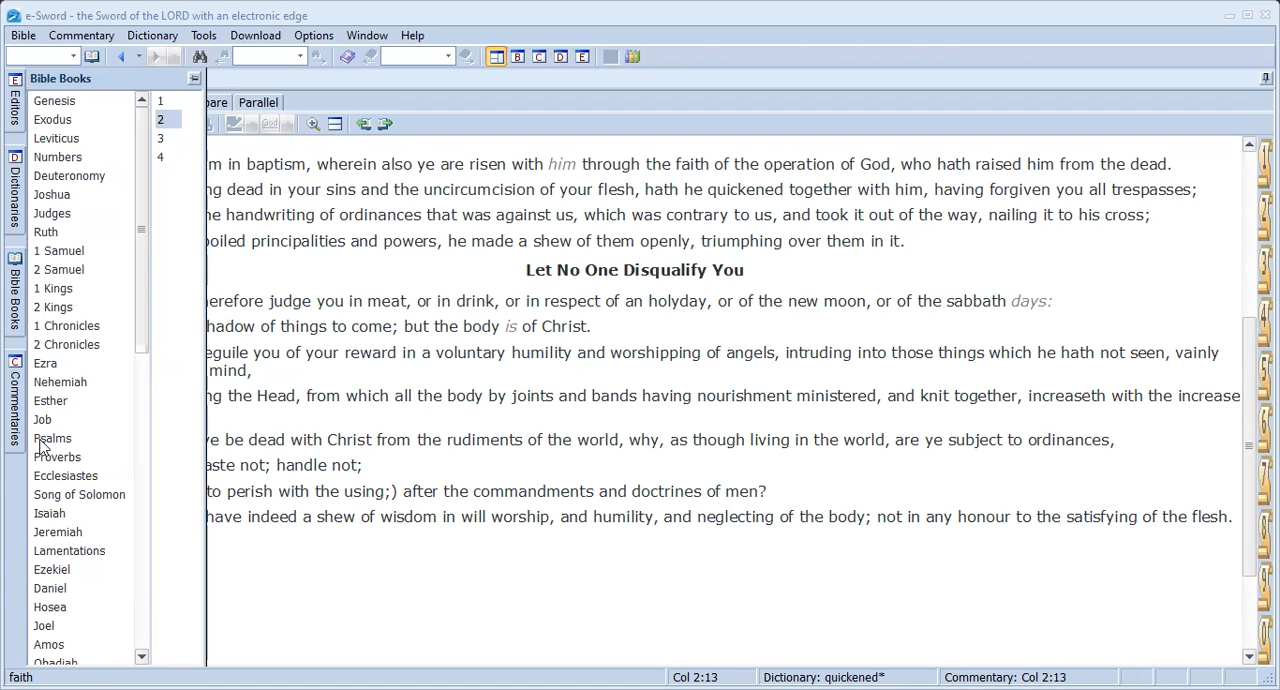 e-Sword - the Sword of the LORD with an electronic edge
Bible Commentary Dictionary Tools Download Options Window Help
B C D E
E Editors
D Dictionaries
Bible Books
C Commentaries
Bible Books
Genesis
Exodus
Leviticus
Numbers
Deuteronomy
Joshua
Judges
Ruth
1 Samuel
2 Samuel
1 Kings
2 Kings
1 Chronicles
2 Chronicles
Ezra
Nehemiah
Esther
Job
Psalms
Proverbs
Ecclesiastes
Song of Solomon
Isaiah
Jeremiah
Lamentations
Ezekiel
Daniel
Hosea
Joel
Amos
Obadiah
1
2
3
4
pare Parallel
God
m in baptism, wherein also ye are risen with him through the faith of the operation of God, who hath raised him from the dead.
ng dead in your sins and the uncircumcision of your flesh, hath he quickened together with him, having forgiven you all trespasses;
he handwriting of ordinances that was against us, which was contrary to us, and took it out of the way, nailing it to his cross;
poiled principalities and powers, he made a shew of them openly, triumphing over them in it.
Let No One Disqualify You
herefore judge you in meat, or in drink, or in respect of an holyday, or of the new moon, or of the sabbath days:
hadow of things to come; but the body is of Christ.
eguile you of your reward in a voluntary humility and worshipping of angels, intruding into those things which he hath not seen, vainly
mind,
ng the Head, from which all the body by joints and bands having nourishment ministered, and knit together, increaseth with the increase
ye be dead with Christ from the rudiments of the world, why, as though living in the world, are ye subject to ordinances,
aste not; handle not;
to perish with the using;) after the commandments and doctrines of men?
have indeed a shew of wisdom in will worship, and humility, and neglecting of the body; not in any honour to the satisfying of the flesh.
1
2
3
4
5
6
7
8
9
0
faith Col 2:13 Dictionary: quickened* Commentary: Col 2:13